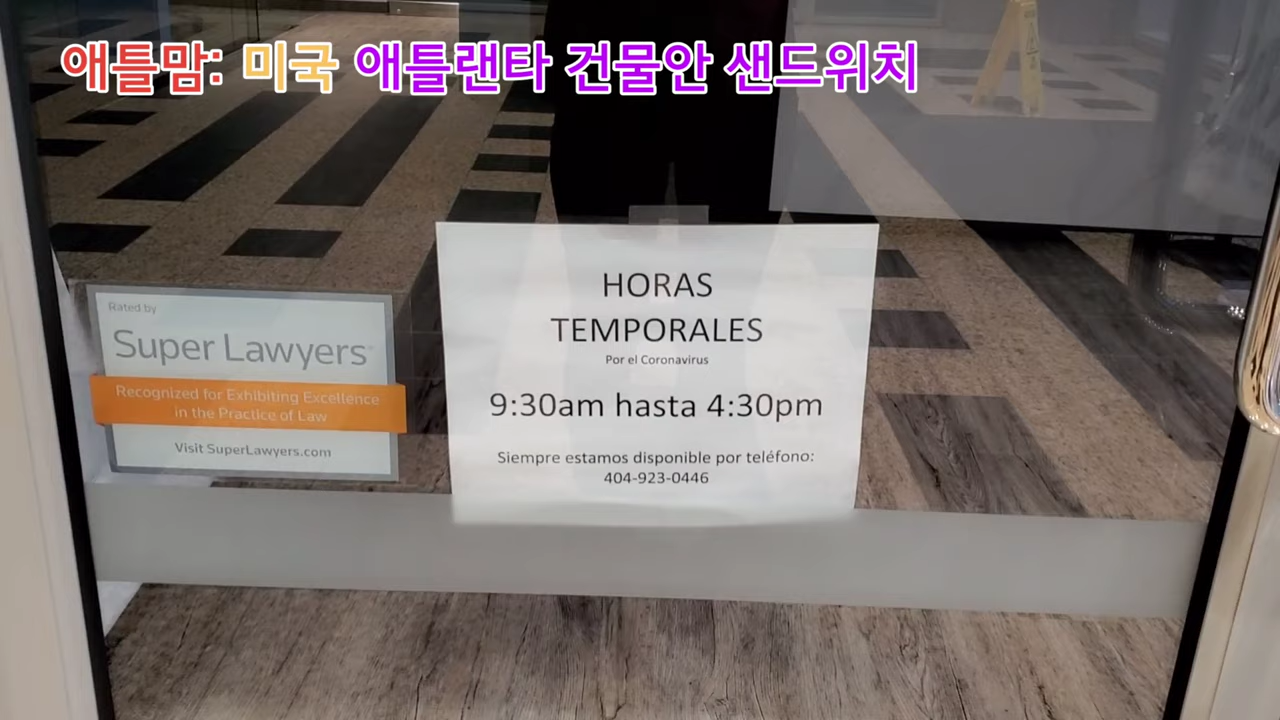 애틀맘: 미국 애틀랜타 건물안 샌드위치
Rated by
Super Lawyers
Recognized for Exhibiting Excellence
in the Practice of Law
Visit SuperLawyers.com
HORAS
TEMPORALES
Por el Coronavirus
9:30am hasta 4:30pm
Siempre estamos disponible por teléfono:
404-923-0446